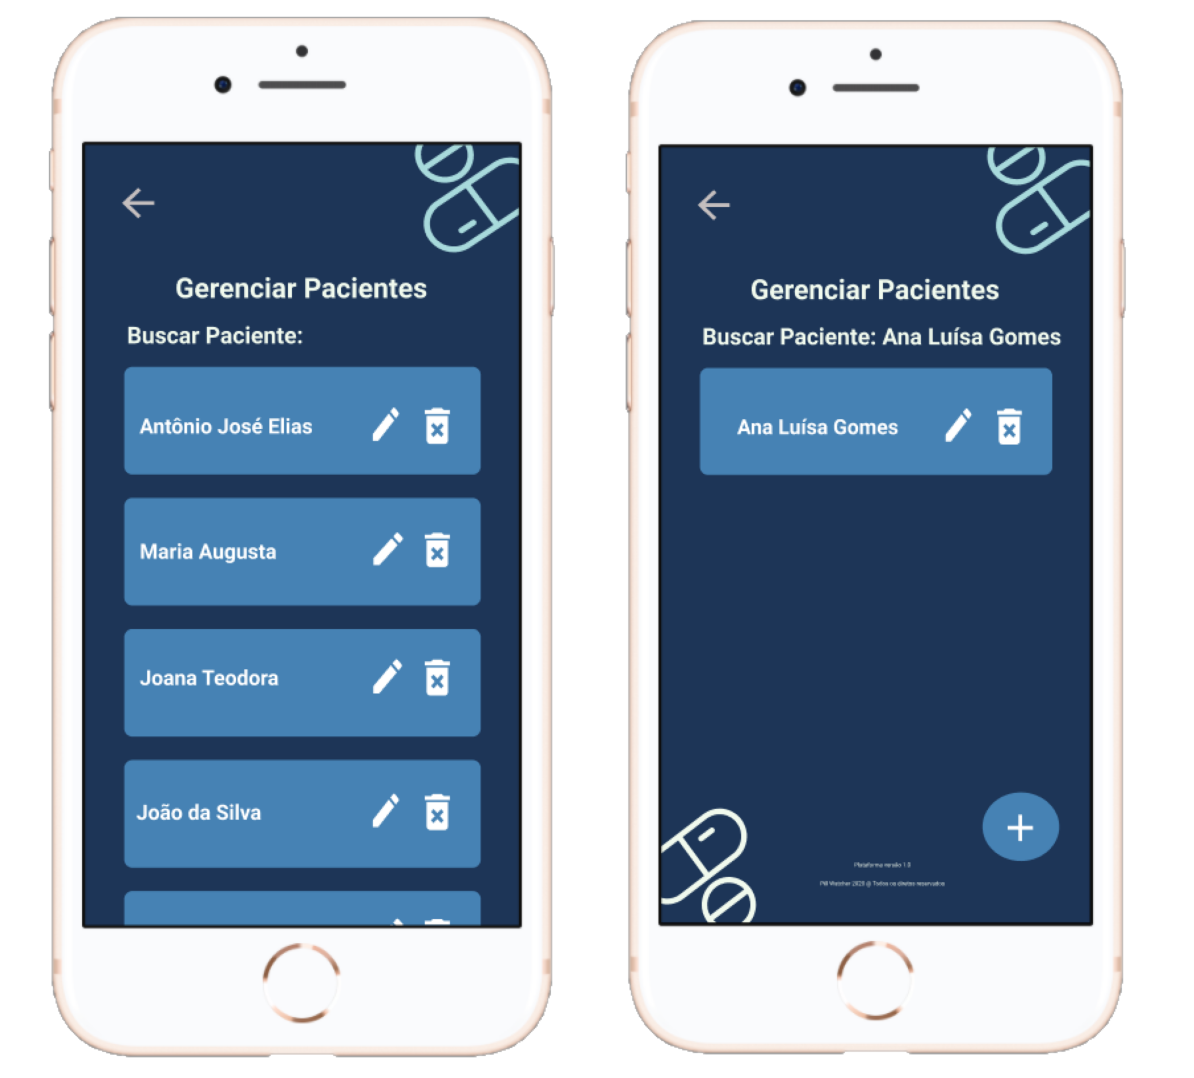 Gerenciar Pacientes
Buscar Paciente:
Antônio José Elias
Maria Augusta
Joana Teodora
João da Silva
Gerenciar Pacientes
Buscar Paciente: Ana Luísa Gomes
Ana Luísa Gomes
Plataforma versão 1.0
Pill Watcher 2020 @ Todos os direitos reservados